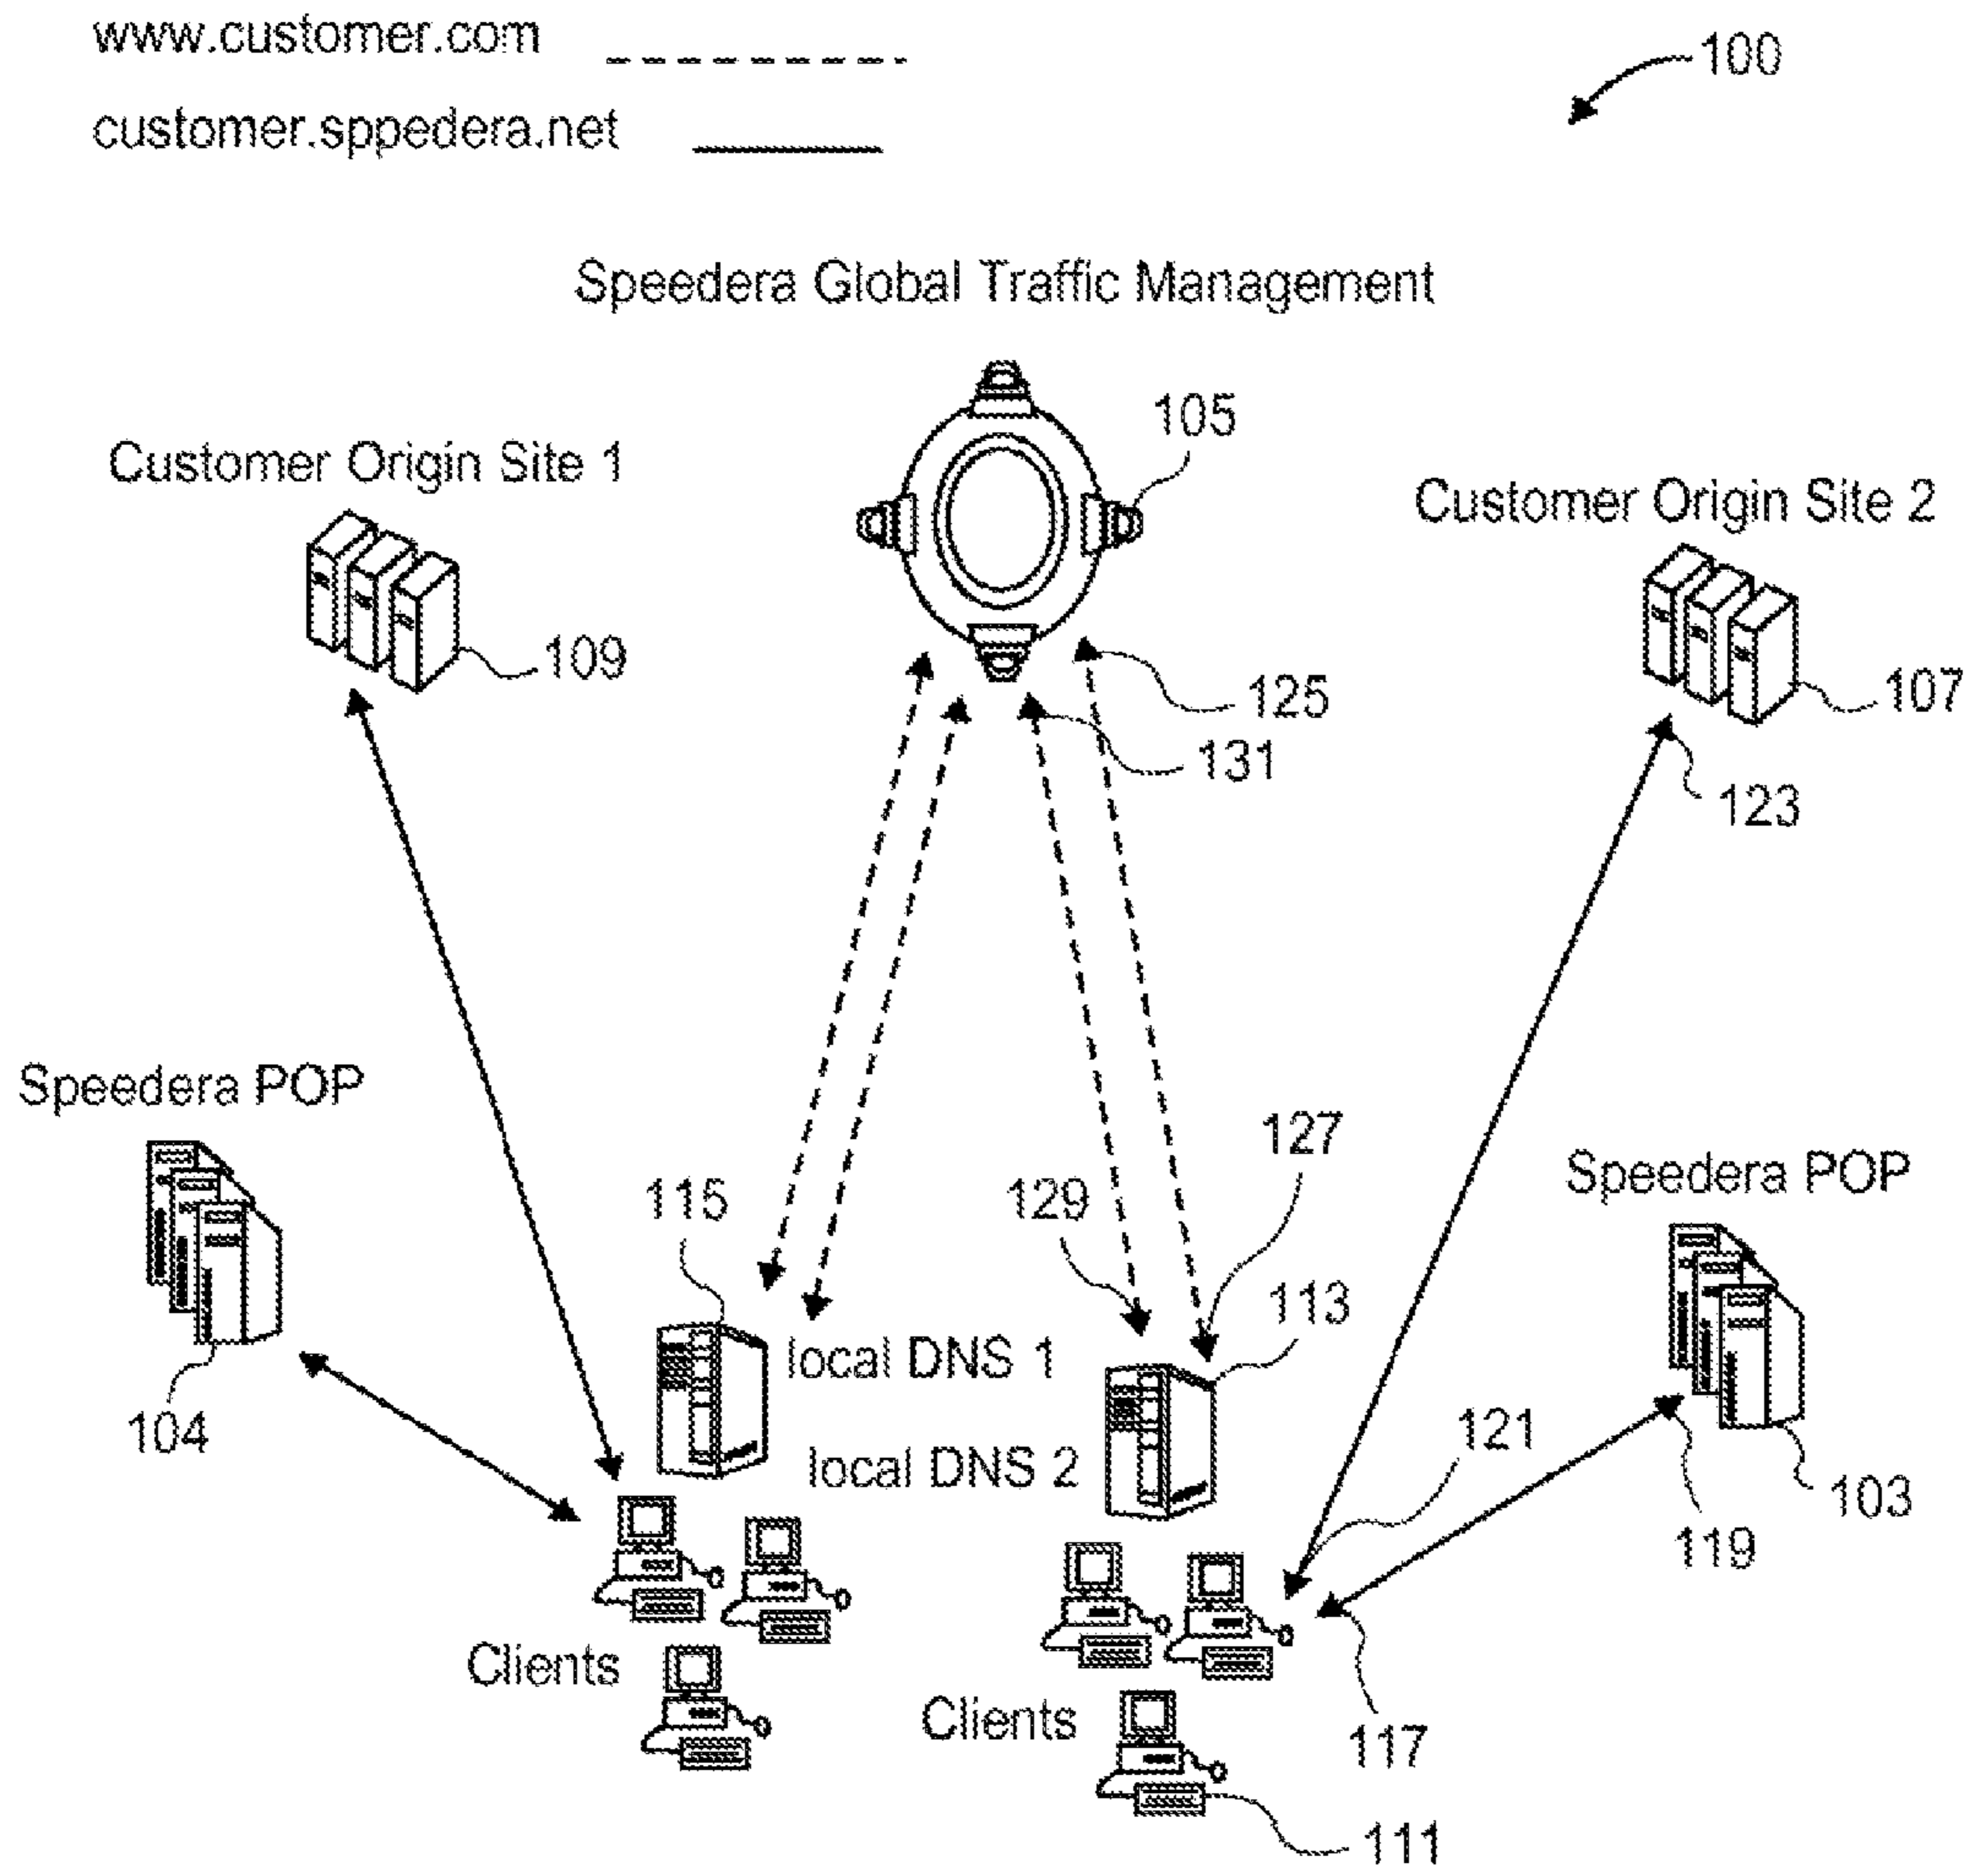 www.customer.com
100
customer.sppedera.net
Speedera Global Traffic Management
105
Customer Origin Site 1
Customer Origin Site 2
109
125
107
131
123
Speedera POP
127
Speedera POP
115
129
113
local DNS 1
104
121
local DNS 2
103
119
Clients
Clients
117
111